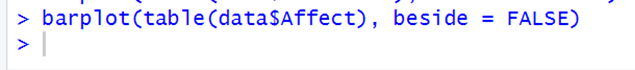 > barplot(table(data$Affect), beside = FALSE)
>